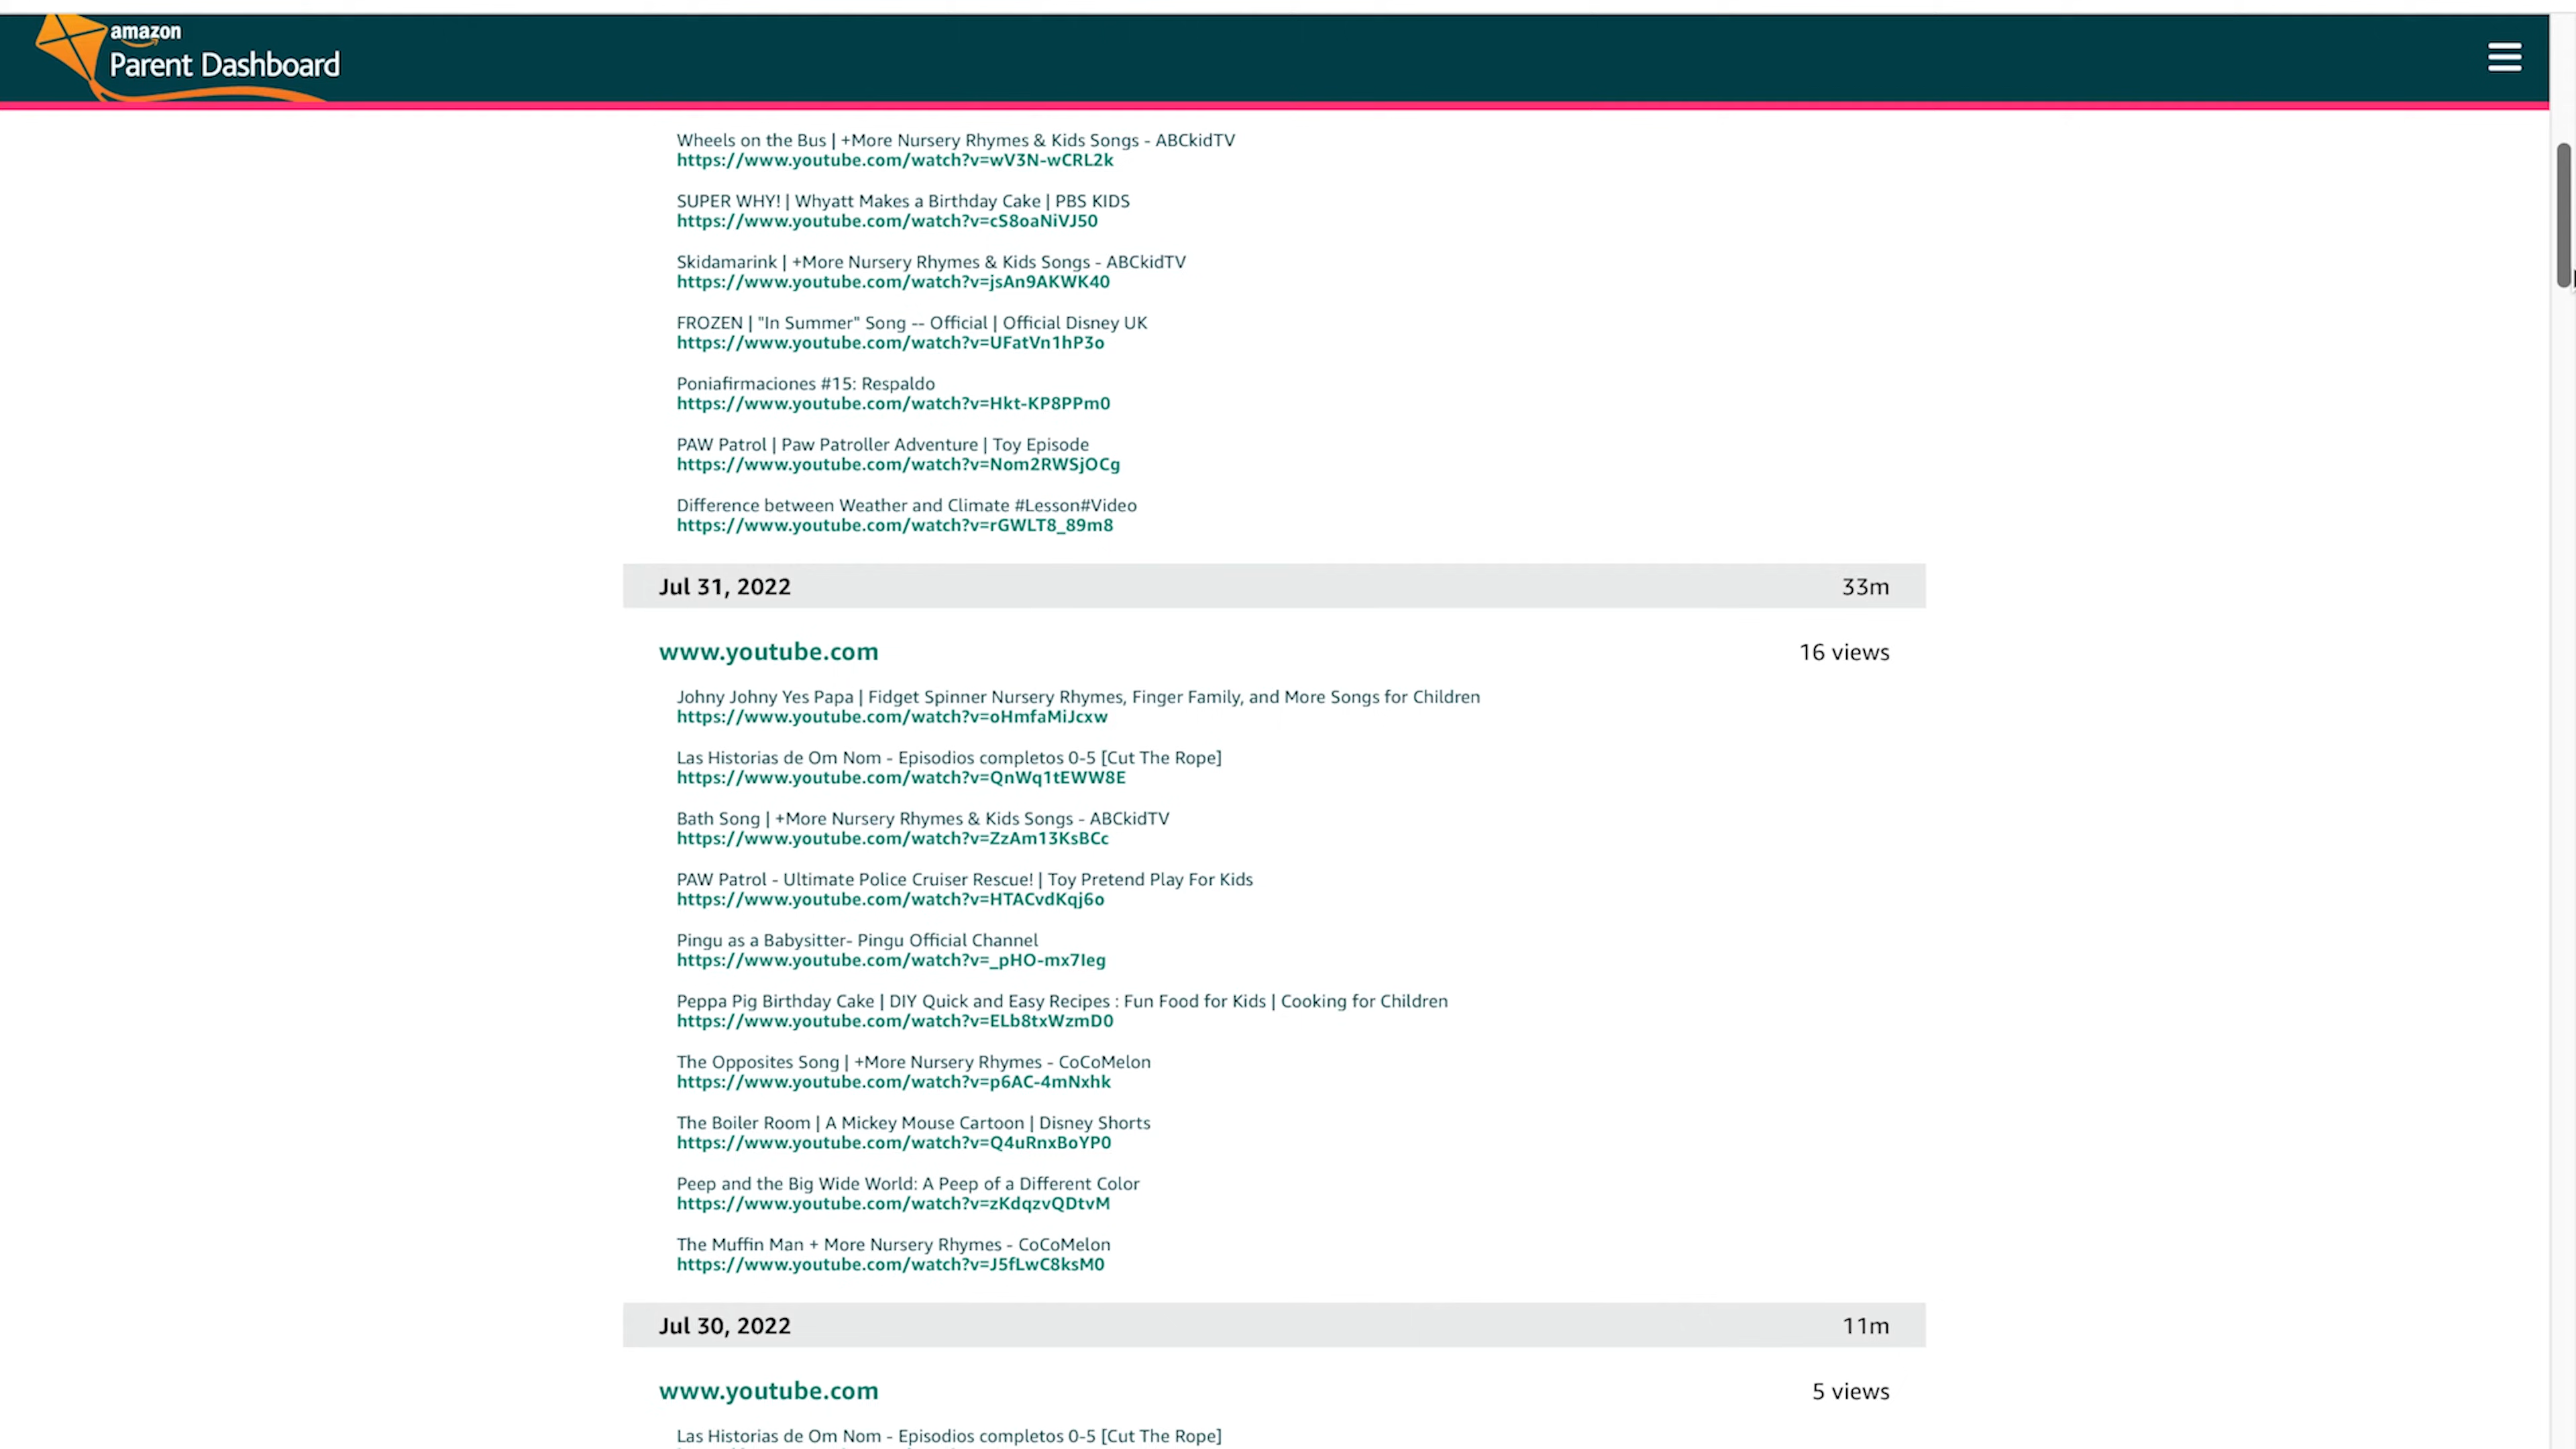 amazon
Parent Dashboard
Wheels on the Bus | +More Nursery Rhymes & Kids Songs - ABCkidTV
https://www.youtube.com/watch?v=wV3N-wCRL2k
SUPER WHY! | Whyatt Makes a Birthday Cake | PBS KIDS
https://www.youtube.com/watch?v=cS8oaNiVJ50
Skidamarink | +More Nursery Rhymes & Kids Songs - ABCkidTV
https://www.youtube.com/watch?v=jsAn9AKWK40
FROZEN | "In Summer" Song -- Official | Official Disney UK
https://www.youtube.com/watch?v=UFatVn1hP3o
Poniafirmaciones #15: Respaldo
https://www.youtube.com/watch?v=Hkt-KP8PPm0
PAW Patrol | Paw Patroller Adventure | Toy Episode
https://www.youtube.com/watch?v=Nom2RWSjOCg
Difference between Weather and Climate #Lesson#Video
https://www.youtube.com/watch?v=rGWLT8_89m8
Jul 31, 2022 33m
www.youtube.com 16 views
Johny Johny Yes Papa | Fidget Spinner Nursery Rhymes, Finger Family, and More Songs for Children
https://www.youtube.com/watch?v=oHmfaMiJcxw
Las Historias de Om Nom - Episodios completos 0-5 [Cut The Rope]
https://www.youtube.com/watch?v=QnWq1tEWW8E
Bath Song | +More Nursery Rhymes & Kids Songs - ABCkidTV
https://www.youtube.com/watch?v=ZzAm13KsBCc
PAW Patrol - Ultimate Police Cruiser Rescue! | Toy Pretend Play For Kids
https://www.youtube.com/watch?v=HTACvdKqj6o
Pingu as a Babysitter- Pingu Official Channel
https://www.youtube.com/watch?v=_pHO-mx7Ieg
Peppa Pig Birthday Cake | DIY Quick and Easy Recipes : Fun Food for Kids | Cooking for Children
https://www.youtube.com/watch?v=ELb8txWzmD0
The Opposites Song | +More Nursery Rhymes - CoCoMelon
https://www.youtube.com/watch?v=p6AC-4mNxhk
The Boiler Room | A Mickey Mouse Cartoon | Disney Shorts
https://www.youtube.com/watch?v=Q4uRnxBoYP0
Peep and the Big Wide World: A Peep of a Different Color
https://www.youtube.com/watch?v=zKdqzvQDtvM
The Muffin Man + More Nursery Rhymes - CoCoMelon
https://www.youtube.com/watch?v=J5fLwC8ksM0
Jul 30, 2022 11m
www.youtube.com 5 views
Las Historias de Om Nom - Episodios completos 0-5 [Cut The Rope]